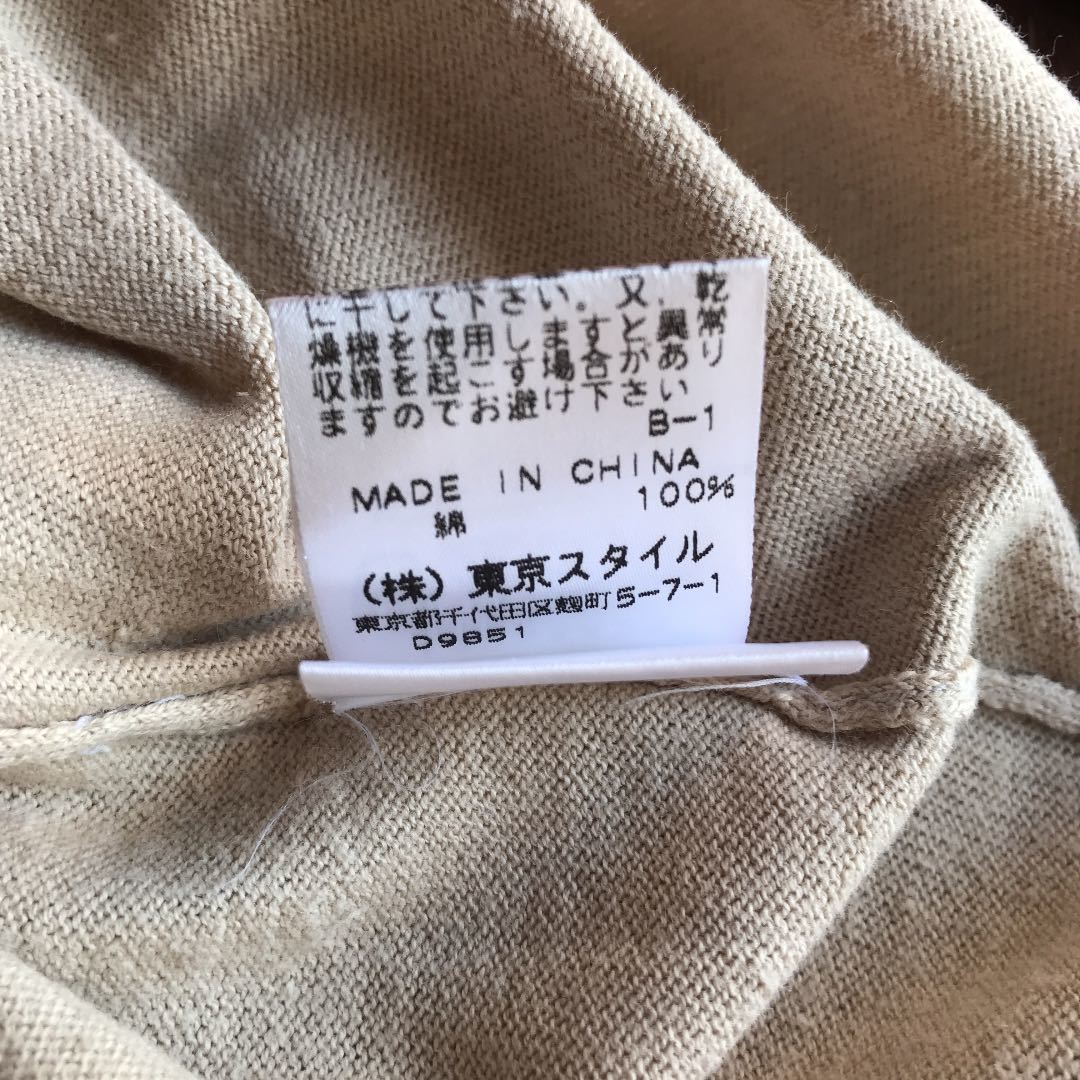 に干して下さい。又、乾
燥機を使用しますと異常
収縮を起こす場合があり
ますのでお避け下さい
B-1
MADE IN CHINA
綿 100%
(株)東京スタイル
東京都千代田区麹町5-7-1
D9851